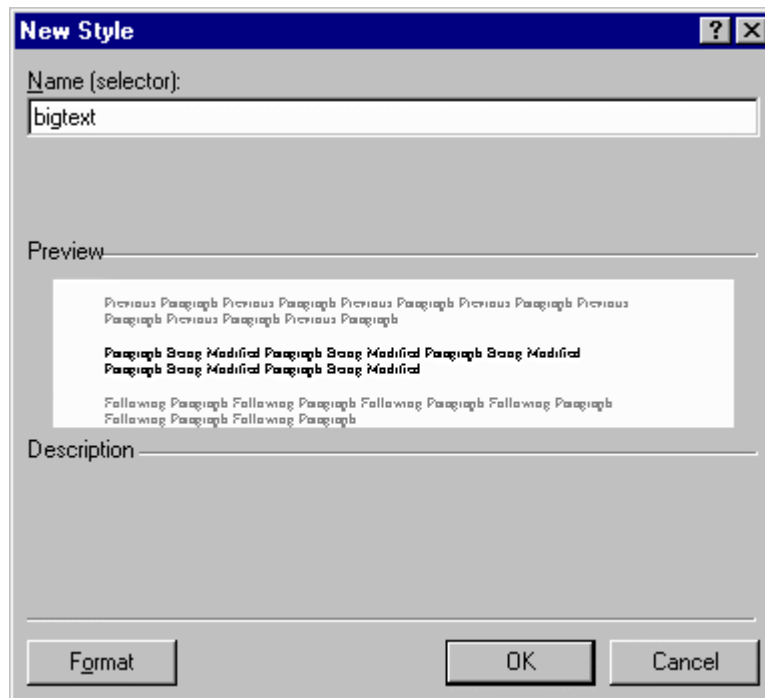 New Style
Name (selector):
bigtext
Preview
Previous Paragraph Previous Paragraph Previous Paragraph Previous Paragraph Previous
Paragraph Previous Paragraph Previous Paragraph
Paragraph Being Modified Paragraph Being Modified Paragraph Being Modified
Paragraph Being Modified Paragraph Being Modified
Following Paragraph Following Paragraph Following Paragraph Following Paragraph
Following Paragraph Following Paragraph
Description
Format OK Cancel